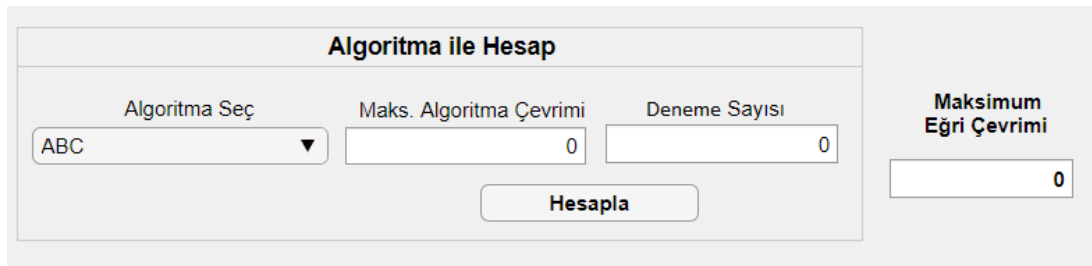 Algoritma ile Hesap
Algoritma Seç
Maks. Algoritma Çevrimi
Deneme Sayısı
ABC
0
0
Hesapla
Maksimum
Eğri Çevrimi
0